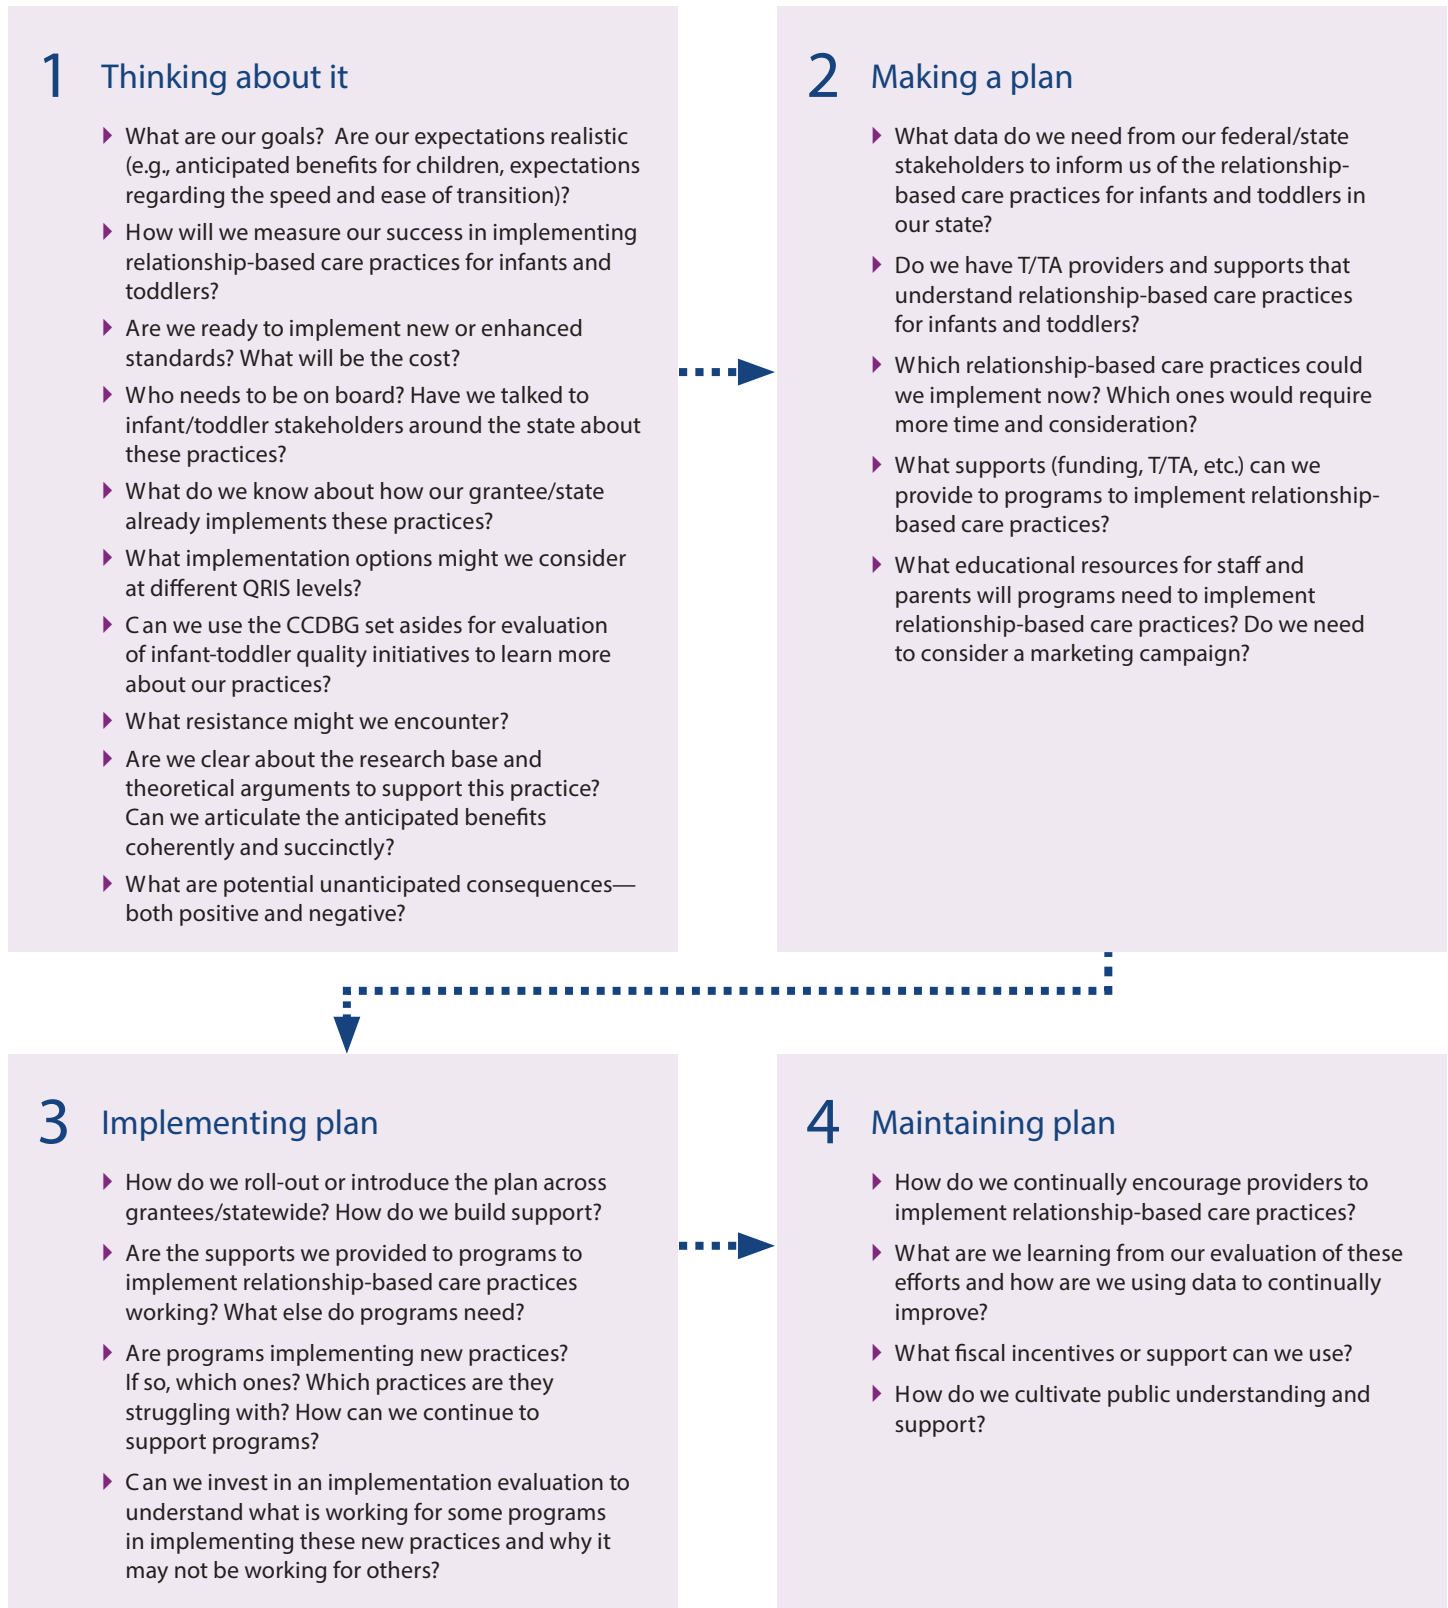 1 Thinking about it
What are our goals? Are our expectations realistic
(e.g., anticipated benefits for children, expectations
regarding the speed and ease of transition)?
How will we measure our success in implementing
relationship-based care practices for infants and
toddlers?
Are we ready to implement new or enhanced
standards? What will be the cost?
Who needs to be on board? Have we talked to
infant/toddler stakeholders around the state about
these practices?
What do we know about how our grantee/state
already implements these practices?
What implementation options might we consider
at different QRIS levels?
Can we use the CCDBG set asides for evaluation
of infant-toddler quality initiatives to learn more
about our practices?
What resistance might we encounter?
Are we clear about the research base and
theoretical arguments to support this practice?
Can we articulate the anticipated benefits
coherently and succinctly?
What are potential unanticipated consequences—
both positive and negative?
2 Making a plan
What data do we need from our federal/state
stakeholders to inform us of the relationship-
based care practices for infants and toddlers in
our state?
Do we have T/TA providers and supports that
understand relationship-based care practices
for infants and toddlers?
Which relationship-based care practices could
we implement now? Which ones would require
more time and consideration?
What supports (funding, T/TA, etc.) can we
provide to programs to implement relationship-
based care practices?
What educational resources for staff and
parents will programs need to implement
relationship-based care practices? Do we need
to consider a marketing campaign?
3 Implementing plan
How do we roll-out or introduce the plan across
grantees/statewide? How do we build support?
Are the supports we provided to programs to
implement relationship-based care practices
working? What else do programs need?
Are programs implementing new practices?
If so, which ones? Which practices are they
struggling with? How can we continue to
support programs?
Can we invest in an implementation evaluation to
understand what is working for some programs
in implementing these new practices and why it
may not be working for others?
4 Maintaining plan
How do we continually encourage providers to
implement relationship-based care practices?
What are we learning from our evaluation of these
efforts and how are we using data to continually
improve?
What fiscal incentives or support can we use?
How do we cultivate public understanding and
support?